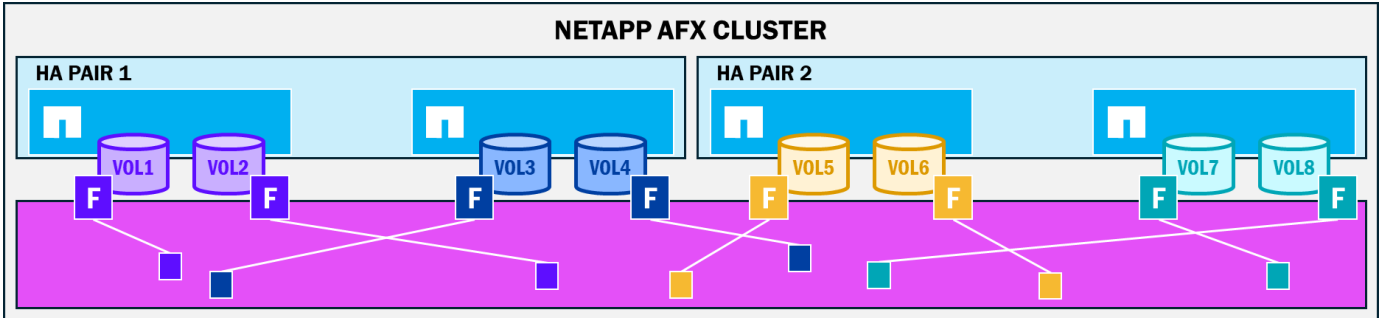 NETAPP AFX CLUSTER
HA PAIR 1
HA PAIR 2
VOL1 VOL2 VOL3 VOL4 VOL5 VOL6 VOL7 VOL8
F F F F F F F F